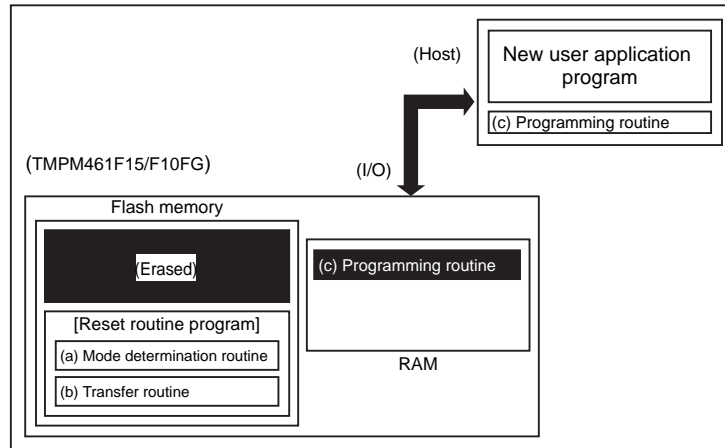 (Host)
New user application
program
(c) Programming routine
(TMPM461F15/F10FG)
(I/O)
Flash memory
(Erased)
(c) Programming routine
[Reset routine program]
(a) Mode determination routine
(b) Transfer routine
RAM